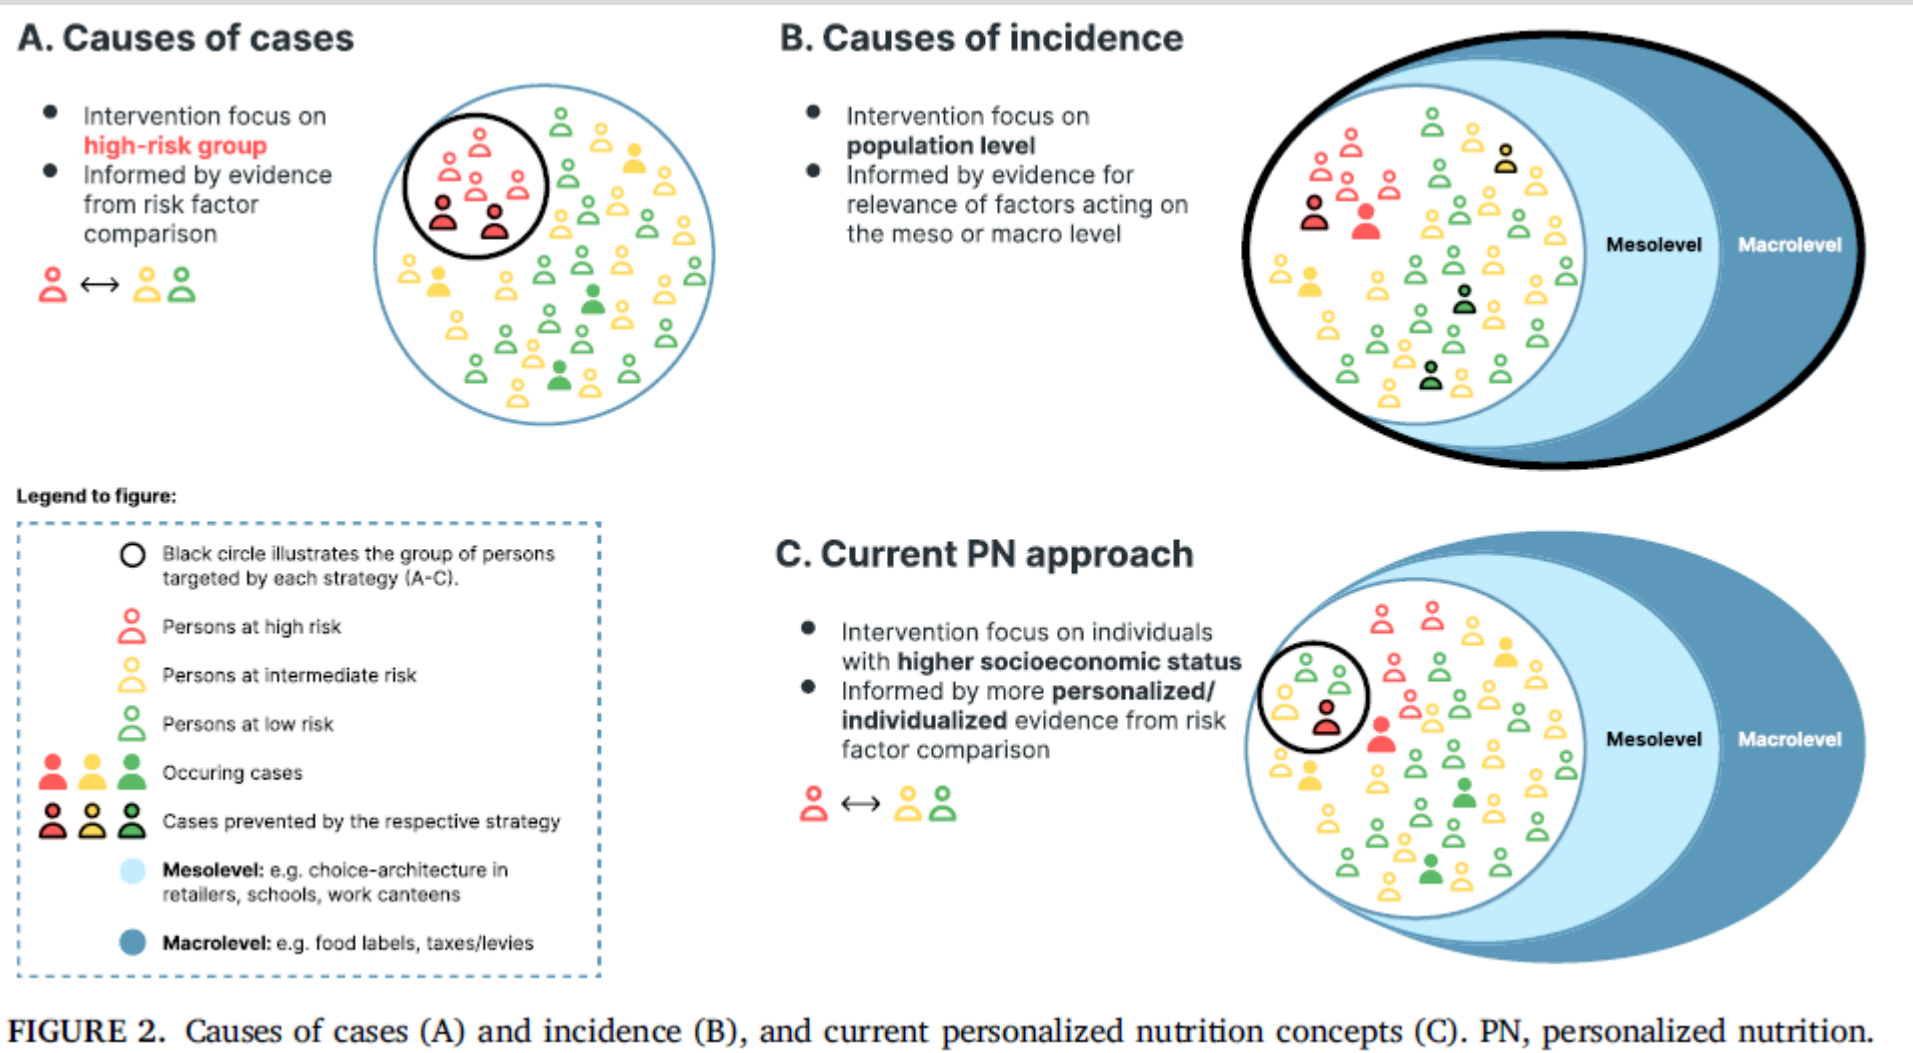 A. Causes of cases
● Intervention focus on
high-risk group
● Informed by evidence
from risk factor
comparison
B. Causes of incidence
● Intervention focus on
population level
● Informed by evidence for
relevance of factors acting on
the meso or macro level
Mesolevel
Macrolevel
Legend to figure:
Black circle illustrates the group of persons
targeted by each strategy (A-C).
Persons at high risk
Persons at intermediate risk
Persons at low risk
Occuring cases
Cases prevented by the respective strategy
Mesolevel: e.g. choice-architecture in
retailers, schools, work canteens
Macrolevel: e.g. food labels, taxes/levies
C. Current PN approach
● Intervention focus on individuals
with higher socioeconomic status
● Informed by more personalized/
individualized evidence from risk
factor comparison
Mesolevel
Macrolevel
FIGURE 2. Causes of cases (A) and incidence (B), and current personalized nutrition concepts (C). PN, personalized nutrition.